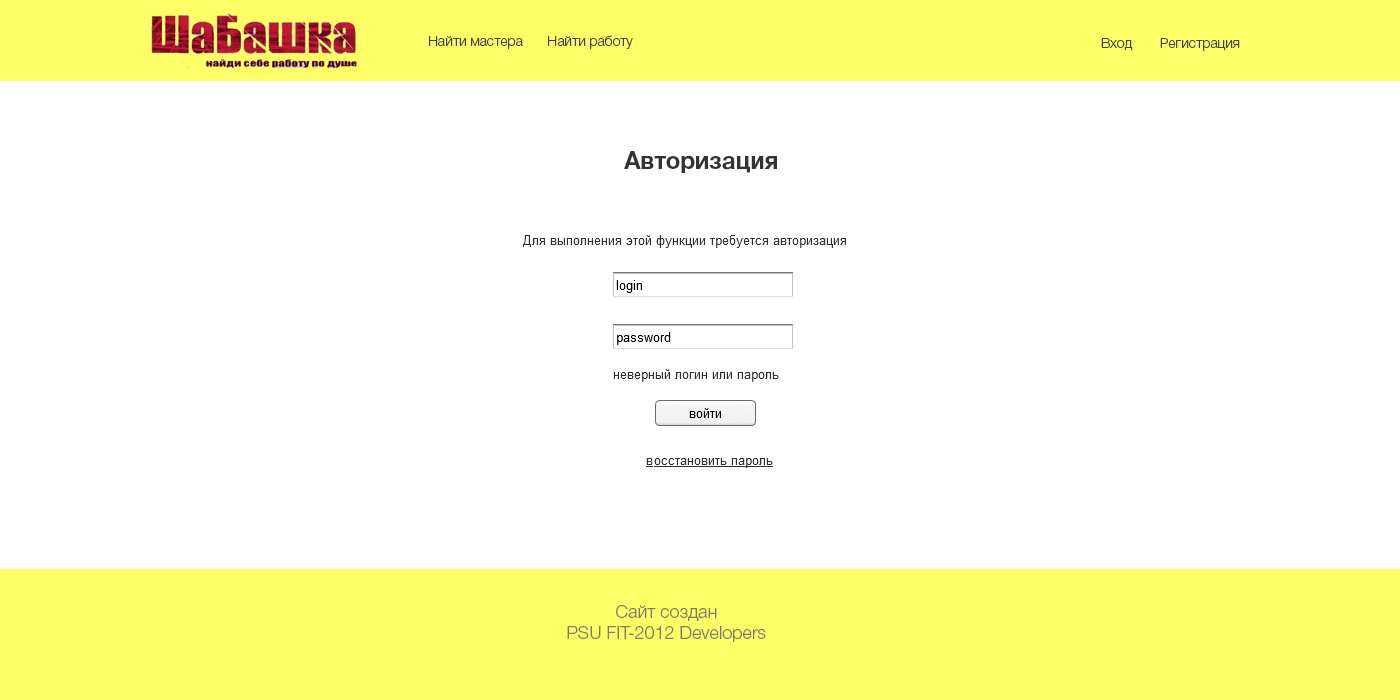 ШаБашка
найди себе работу по душе
Найти мастера
Найти работу
Вход
Регистрация
Авторизация
Для выполнения этой функции требуется авторизация
login
password
неверный логин или пароль
войти
восстановить пароль
Сайт создан
PSU FIT-2012 Developers